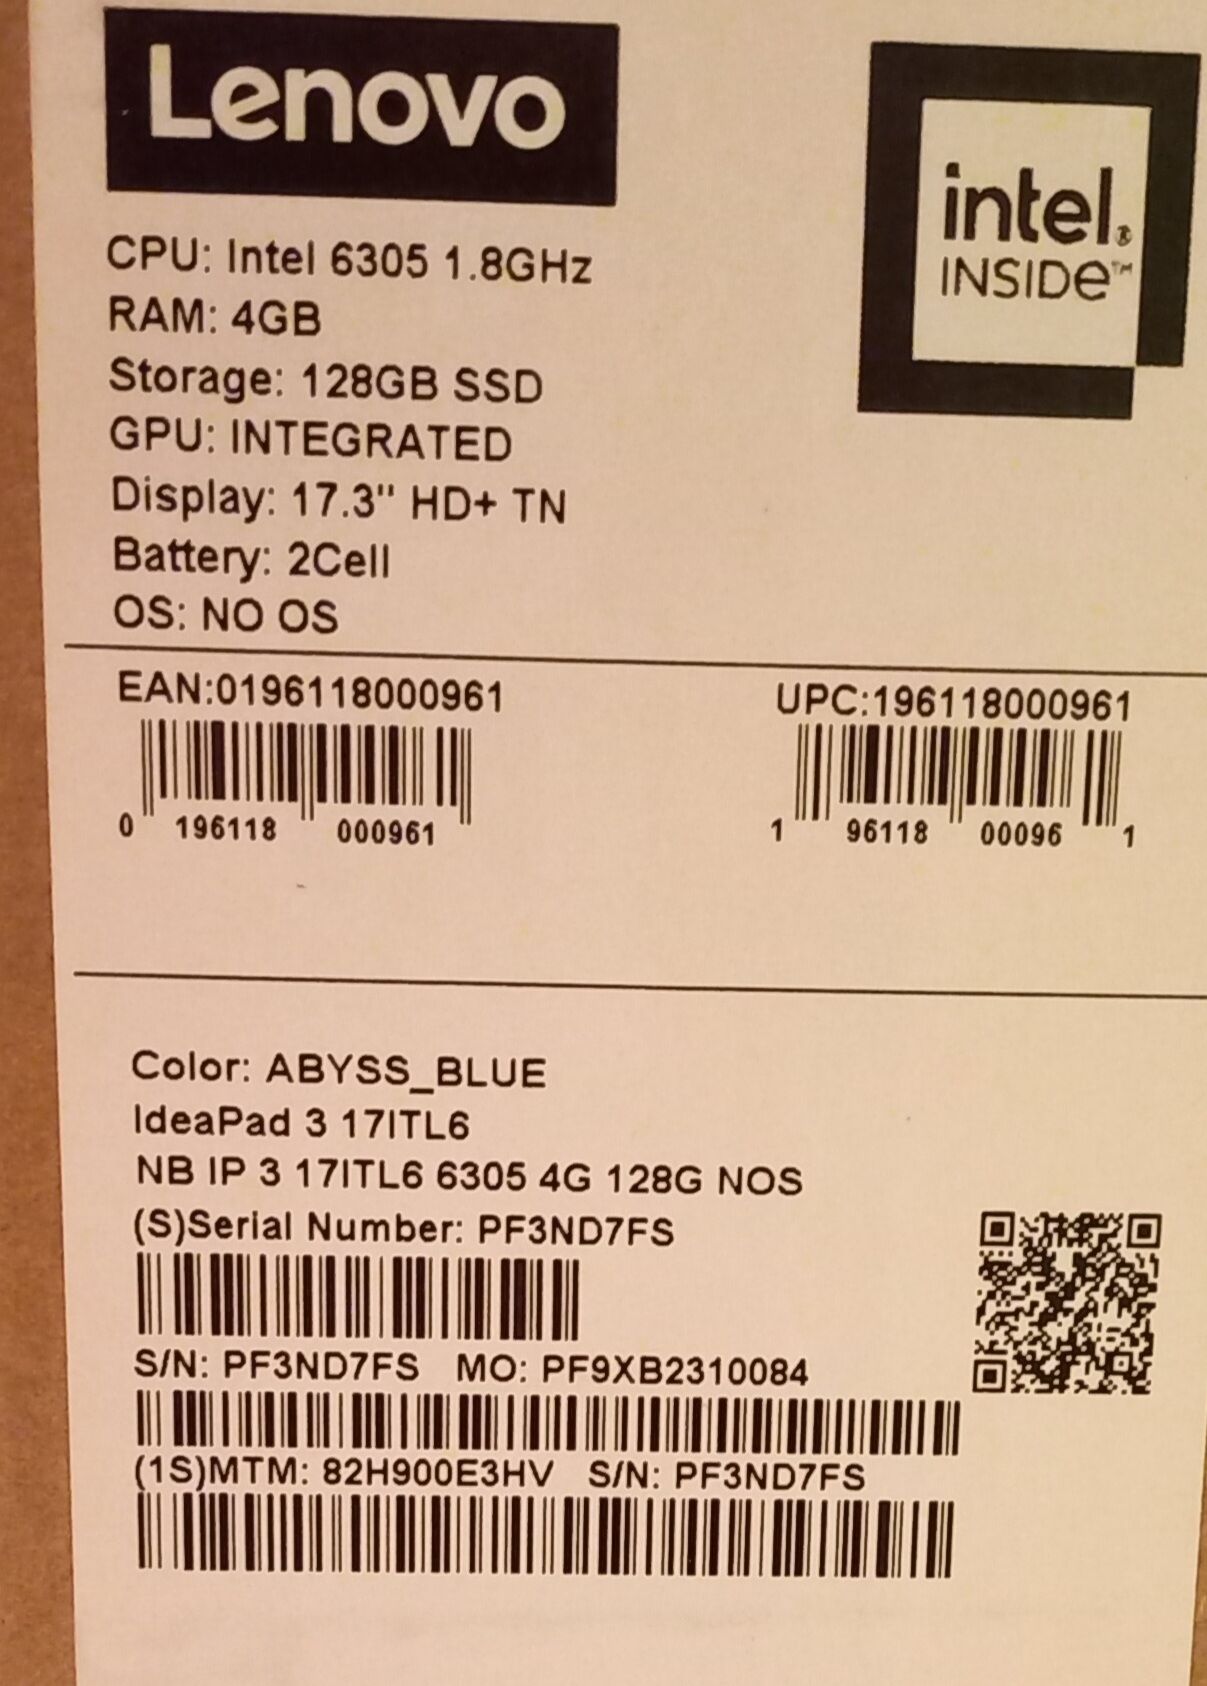 Lenovo
intel®
INSIDE™
CPU: Intel 6305 1.8GHz
RAM: 4GB
Storage: 128GB SSD
GPU: INTEGRATED
Display: 17.3" HD+ TN
Battery: 2Cell
OS: NO OS
EAN:0196118000961
0 196118 000961
UPC:196118000961
1 96118 00096 1
Color: ABYSS_BLUE
IdeaPad 3 17ITL6
NB IP 3 17ITL6 6305 4G 128G NOS
(S)Serial Number: PF3ND7FS
S/N: PF3ND7FS MO: PF9XB2310084
(1S)MTM: 82H900E3HV S/N: PF3ND7FS